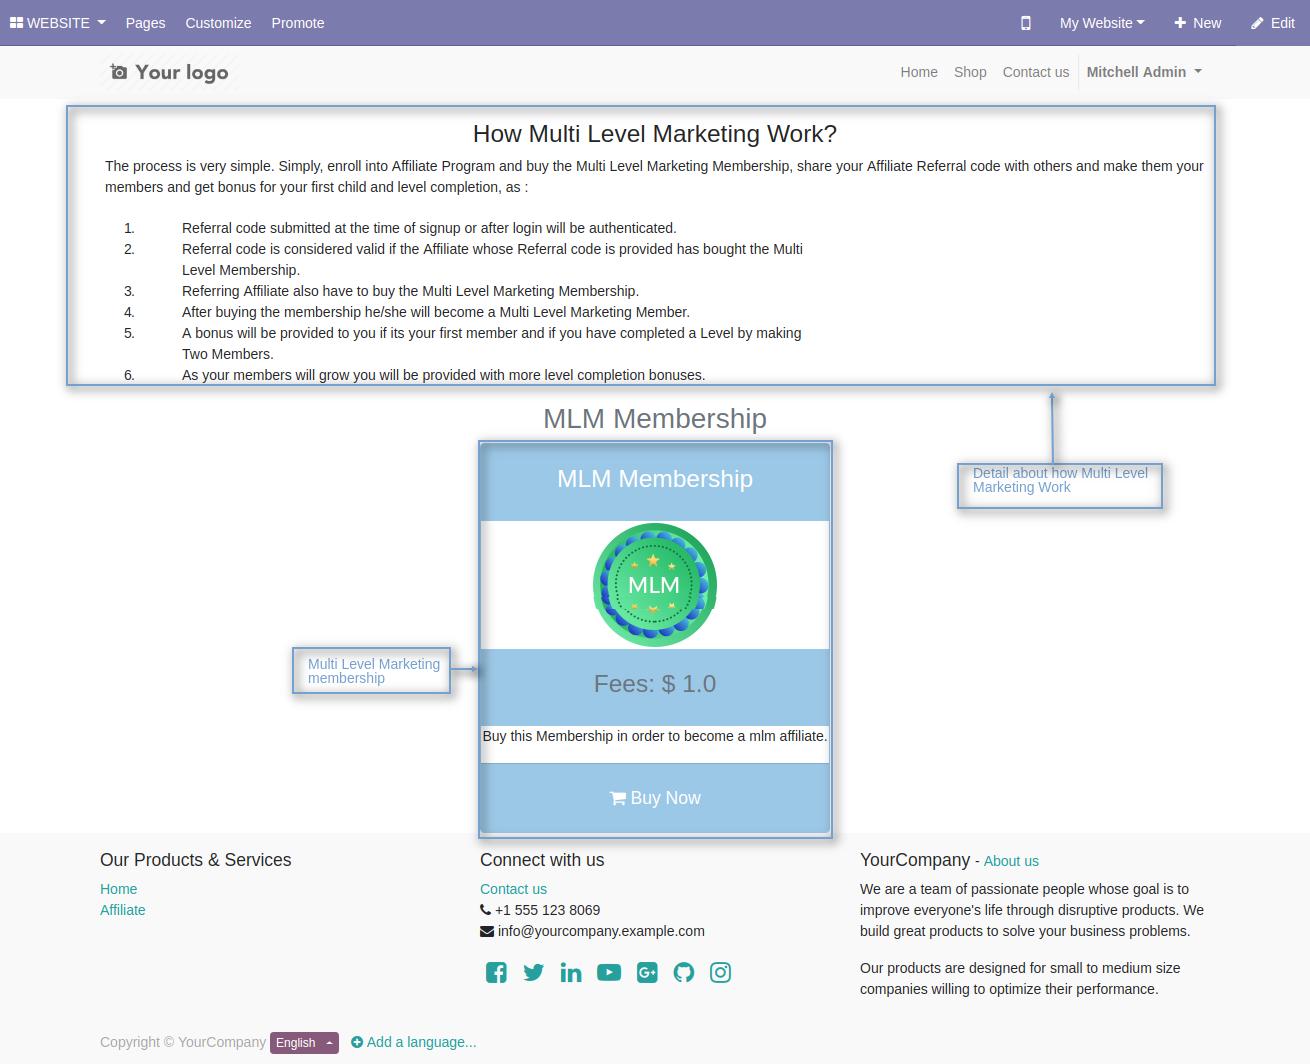 WEBSITE Pages Customize Promote My Website New Edit
Your logo Home Shop Contact us Mitchell Admin
How Multi Level Marketing Work?
The process is very simple. Simply, enroll into Affiliate Program and buy the Multi Level Marketing Membership, share your Affiliate Referral code with others and make them your
members and get bonus for your first child and level completion, as :
1. Referral code submitted at the time of signup or after login will be authenticated.
2. Referral code is considered valid if the Affiliate whose Referral code is provided has bought the Multi
Level Membership.
3. Referring Affiliate also have to buy the Multi Level Marketing Membership.
4. After buying the membership he/she will become a Multi Level Marketing Member.
5. A bonus will be provided to you if its your first member and if you have completed a Level by making
Two Members.
6. As your members will grow you will be provided with more level completion bonuses.
MLM Membership
MLM Membership
Detail about how Multi Level
Marketing Work
MLM
Multi Level Marketing
membership
Fees: $ 1.0
Buy this Membership in order to become a mlm affiliate.
Buy Now
Our Products & Services
Home
Affiliate
Connect with us
Contact us
+1 555 123 8069
info@yourcompany.example.com
YourCompany - About us
We are a team of passionate people whose goal is to
improve everyone's life through disruptive products. We
build great products to solve your business problems.
Our products are designed for small to medium size
companies willing to optimize their performance.
Copyright © YourCompany English Add a language...